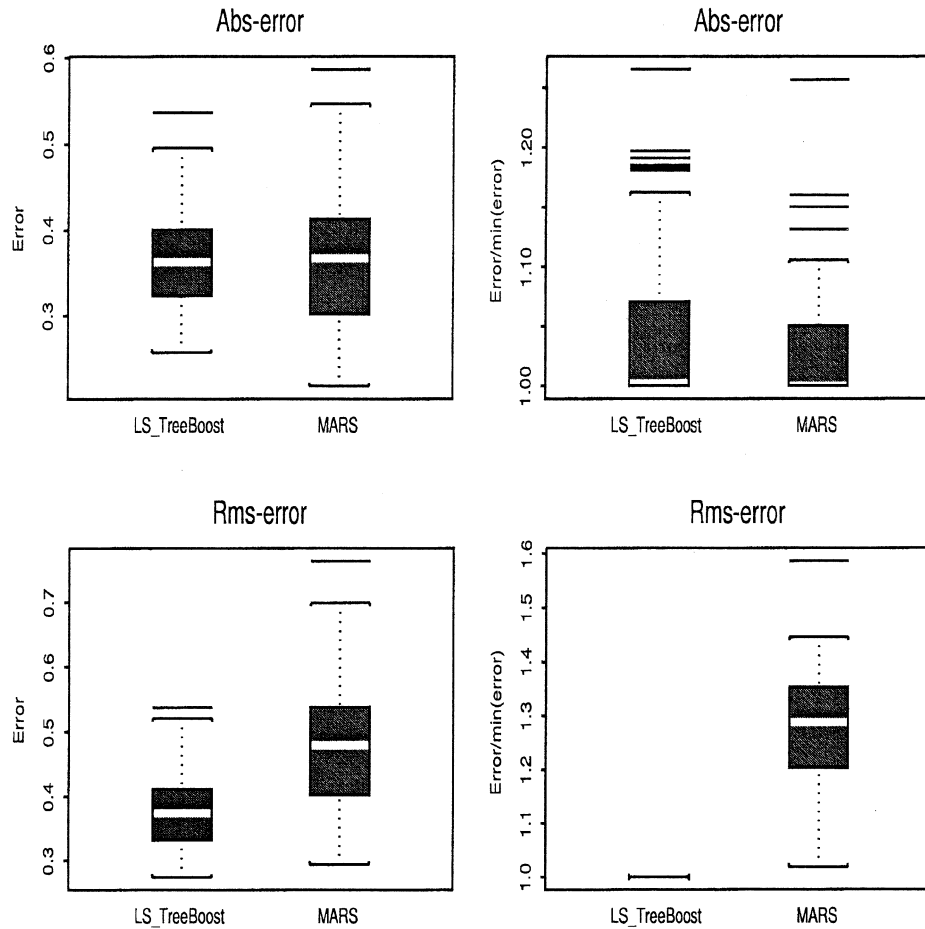 Abs-error
Error
0.6
0.5
0.4
0.3
LS_TreeBoost
MARS
Abs-error
Error/min(error)
1.20
1.10
1.00
LS_TreeBoost
MARS
Rms-error
Error
0.7
0.6
0.5
0.4
0.3
LS_TreeBoost
MARS
Rms-error
Error/min(error)
1.6
1.5
1.4
1.3
1.2
1.1
1.0
LS_TreeBoost
MARS